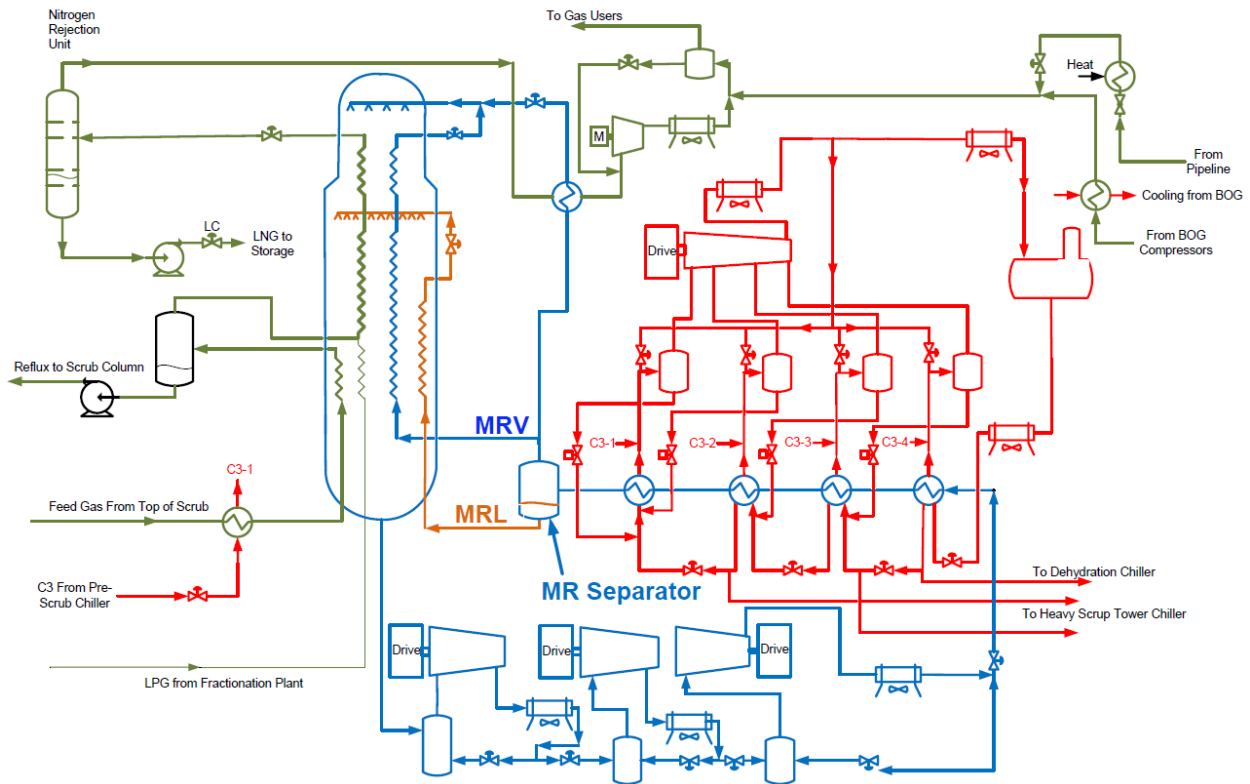 Nitrogen
Rejection
Unit
To Gas Users
Heat
M
From
Pipeline
Cooling from BOG
From BOG
Compressors
LC
LNG to
Storage
Drive
Reflux to Scrub Column
MRV
C3-1
C3-2
C3-3
C3-4
C3-1
Feed Gas From Top of Scrub
MRL
C3 From Pre-
Scrub Chiller
MR Separator
To Dehydration Chiller
To Heavy Scrup Tower Chiller
Drive
Drive
Drive
LPG from Fractionation Plant